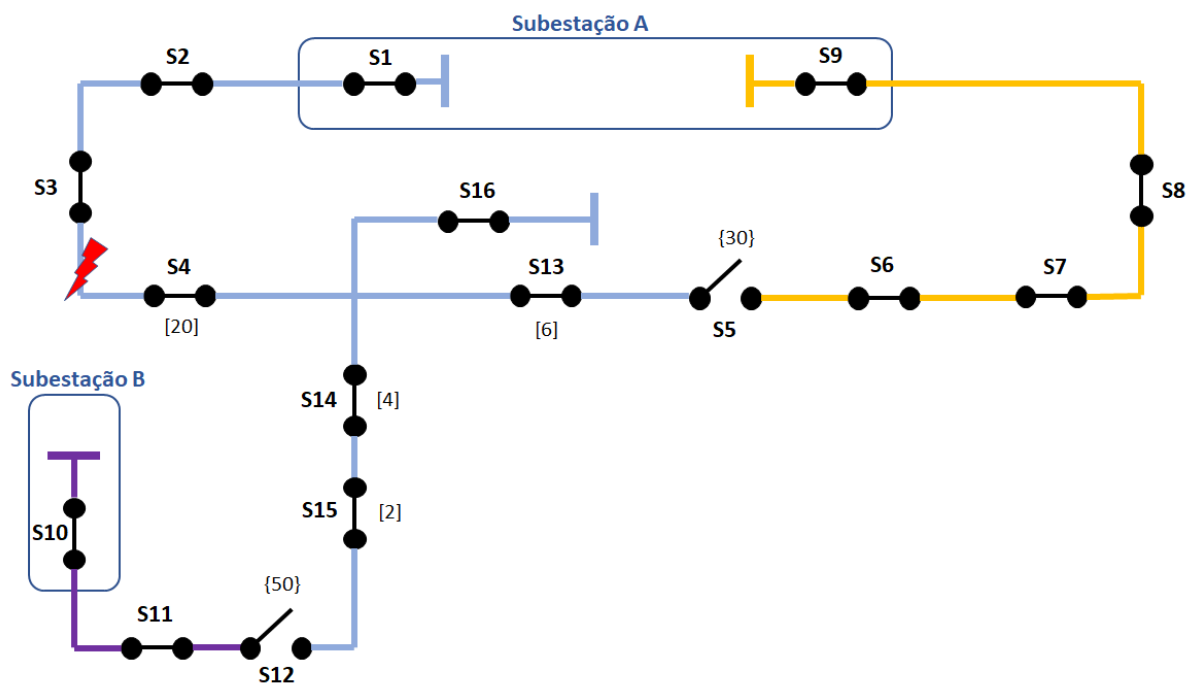 Subestação A
S2
S1
S9
S3
S16
S8
{30}
S4
S13
S6
S7
S5
[20]
[6]
Subestação B
S14
[4]
S15
[2]
S10
{50}
S11
S12